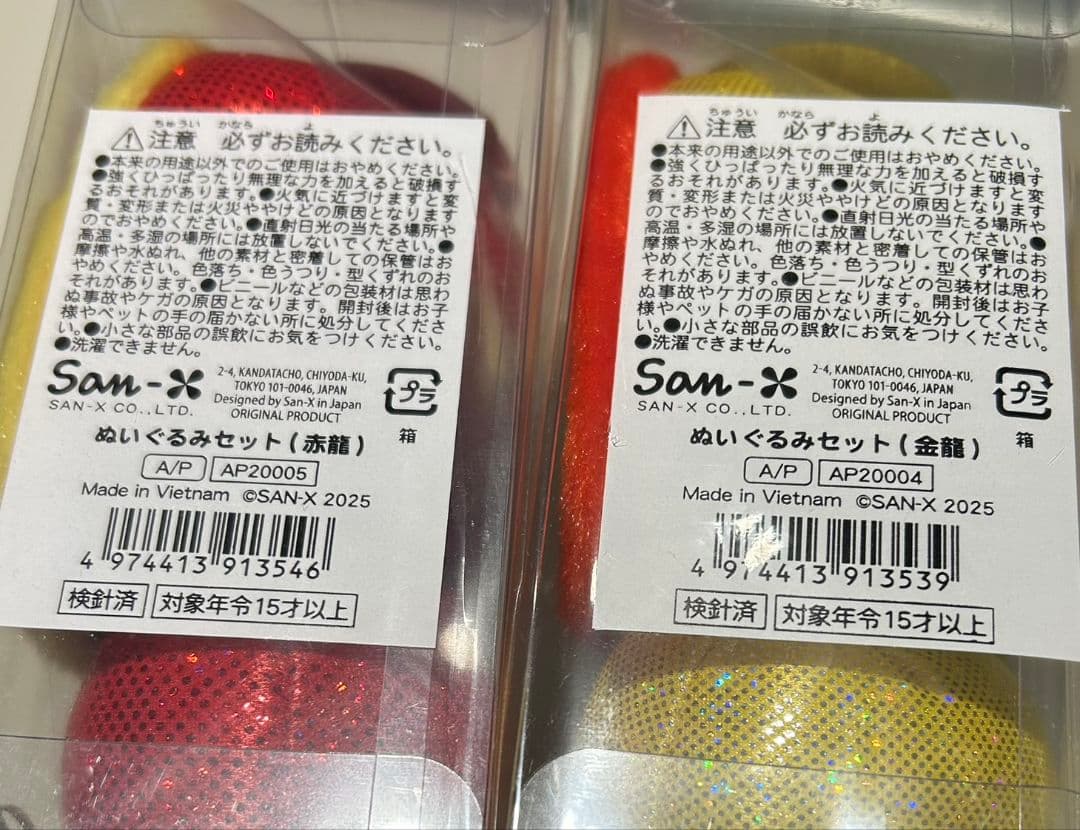 ちゅうい かなら よ
⚠注意 必ずお読みください。
●本来の用途以外でのご使用はおやめください。
●強くひっぱったり無理な力を加えると破損す
るおそれがあります。●火気に近づけますと変
質・変形または火災ややけどの原因となります
のでおやめください。●直射日光の当たる場所や
高温・多湿の場所には放置しないでください。●
摩擦や水ぬれ、他の素材と密着しての保管はお
やめください。色落ち・色うつり・型くずれのお
それがあります。●ビニールなどの包装材は思わ
ぬ事故やケガの原因となります。開封後はお子
様やペットの手の届かない所に処分してくださ
い。●小さな部品の誤飲にお気をつけください。
●洗濯できません。
San-X
SAN-X CO.,LTD.
2-4, KANDATACHO, CHIYODA-KU,
TOKYO 101-0046, JAPAN
Designed by San-X in Japan
ORIGINAL PRODUCT
プラ
箱
ぬいぐるみセット(赤龍)
A/P AP20005
Made in Vietnam ©SAN-X 2025
4 974413 913546
検針済 対象年令15才以上
ちゅうい かなら よ
⚠注意 必ずお読みください。
●本来の用途以外でのご使用はおやめください。
●強くひっぱったり無理な力を加えると破損す
るおそれがあります。●火気に近づけますと変
質・変形または火災ややけどの原因となります
のでおやめください。●直射日光の当たる場所や
高温・多湿の場所には放置しないでください。●
摩擦や水ぬれ、他の素材と密着しての保管はお
やめください。色落ち・色うつり・型くずれのお
それがあります。●ビニールなどの包装材は思わ
ぬ事故やケガの原因となります。開封後はお子
様やペットの手の届かない所に処分してくださ
い。●小さな部品の誤飲にお気をつけください。
●洗濯できません。
San-X
SAN-X CO.,LTD.
2-4, KANDATACHO, CHIYODA-KU,
TOKYO 101-0046, JAPAN
Designed by San-X in Japan
ORIGINAL PRODUCT
プラ
箱
ぬいぐるみセット(金龍)
A/P AP20004
Made in Vietnam ©SAN-X 2025
4 974413 913539
検針済 対象年令15才以上